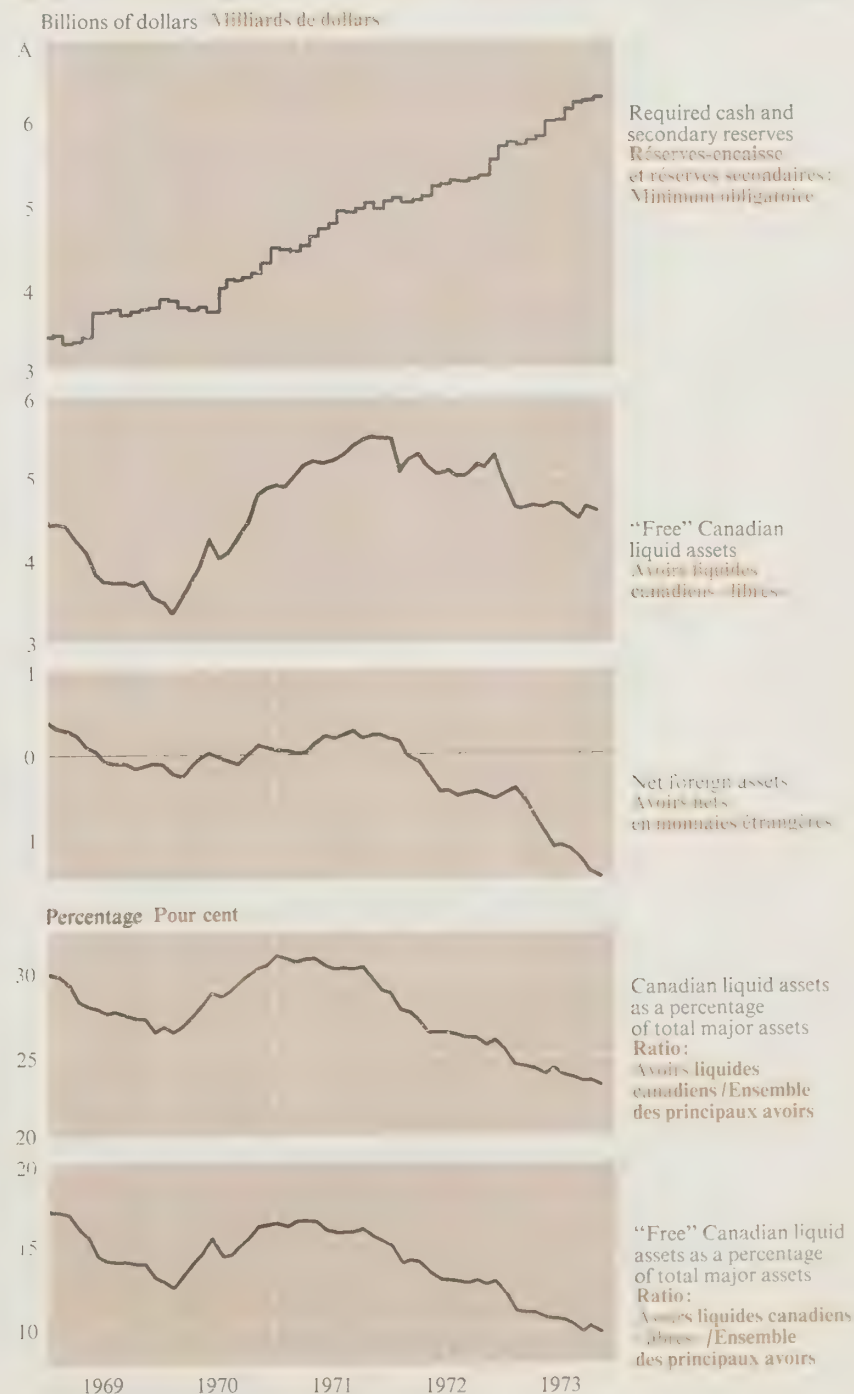 Billions of dollars Milliards de dollars
A
6
5
4
3
Required cash and
secondary reserves
Réserves-encaisse
et réserves secondaires:
Minimum obligatoire
6
5
4
3
"Free" Canadian
liquid assets
Avoirs liquides
canadiens libres
1
0
1
Net foreign assets
Avoirs nets
en monnaies étrangères
Percentage Pour cent
30
25
20
Canadian liquid assets
as a percentage
of total major assets
Ratio:
Avoirs liquides
canadiens/Ensemble
des principaux avoirs
20
15
10
"Free" Canadian liquid
assets as a percentage
of total major assets
Ratio:
Avoirs liquides canadiens
libres /Ensemble
des principaux avoirs
1969 1970 1971 1972 1973